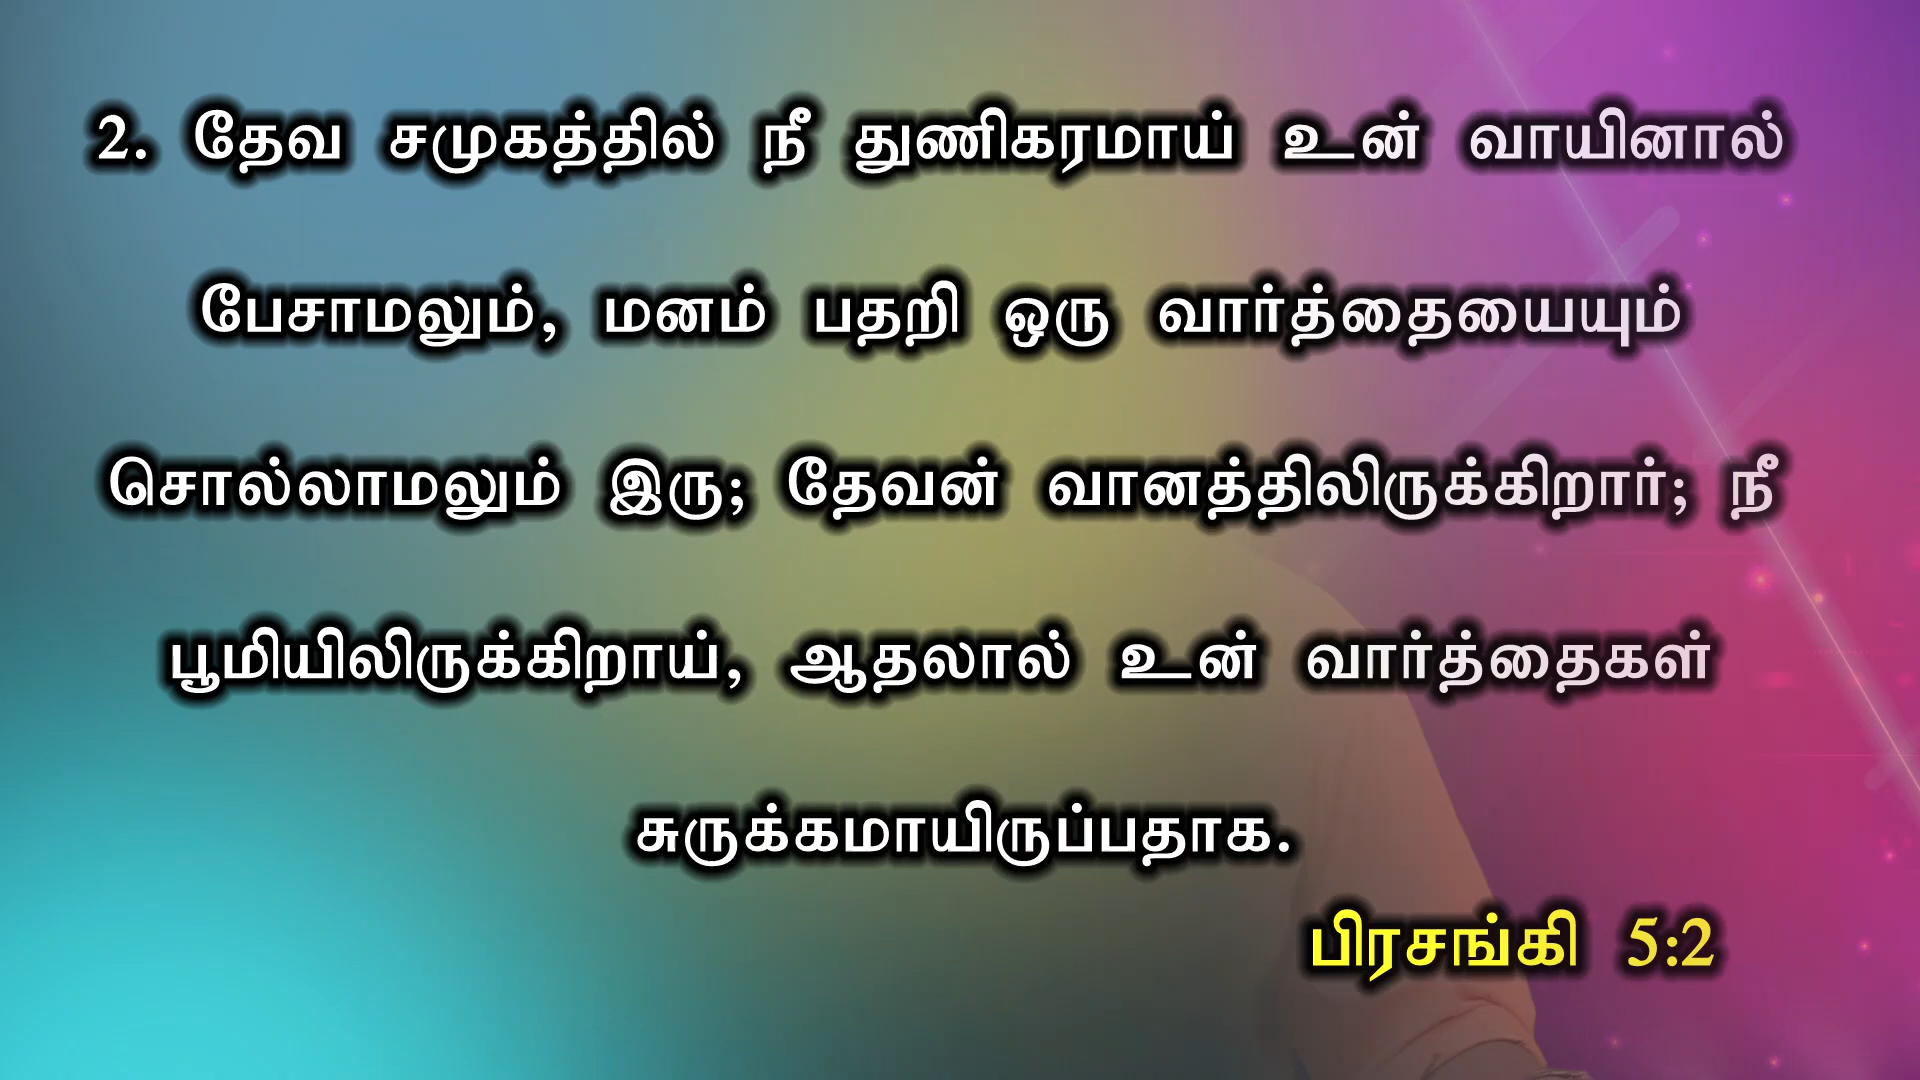 2. தேவ சமுகத்தில் நீ துணிகரமாய் உன் வாயினால்
பேசாமலும், மனம் பதறி ஒரு வார்த்தையையும்
சொல்லாமலும் இரு; தேவன் வானத்திலிருக்கிறார்; நீ
பூமியிலிருக்கிறாய், ஆதலால் உன் வார்த்தைகள்
சுருக்கமாயிருப்பதாக.
பிரசங்கி 5:2